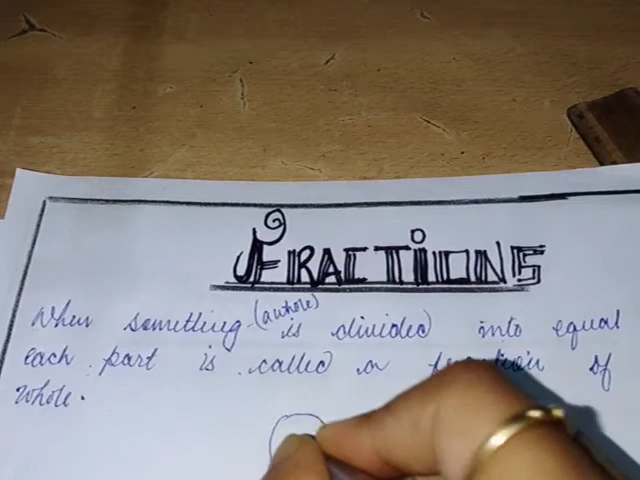 FRACTIONS
When something (a whole) is divided into equal
each part is called a of
whole.